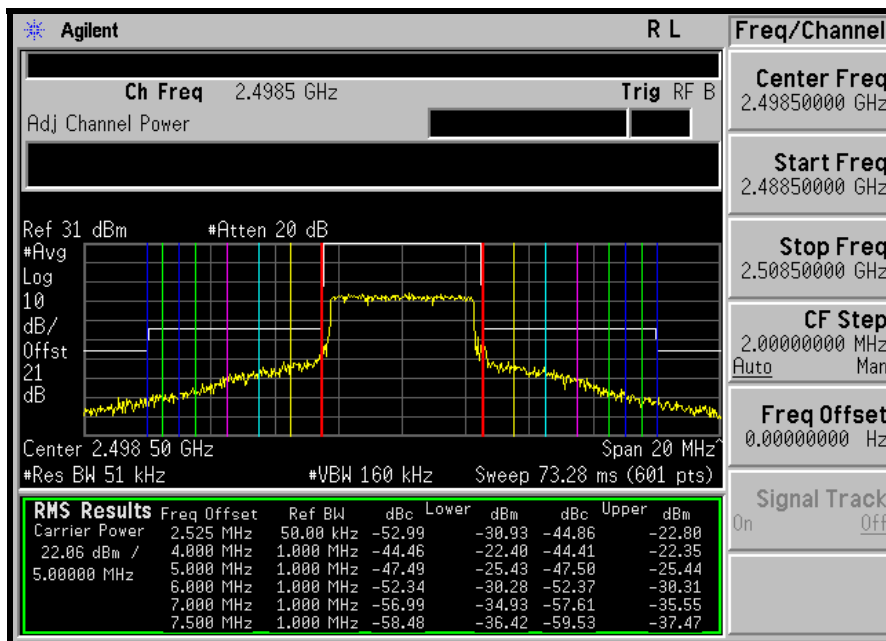 Agilent R L Freq/Channel
Ch Freq 2.4985 GHz Trig RF B
Adj Channel Power
Center Freq
2.49850000 GHz
Start Freq
2.48850000 GHz
Stop Freq
2.50850000 GHz
CF Step
2.00000000 MHz
Auto Man
Freq Offset
0.00000000 Hz
Signal Track
On Off
Ref 31 dBm #Atten 20 dB
#Avg
Log
10
dB/
Offst
21
dB
Center 2.498 50 GHz Span 20 MHz^
#Res BW 51 kHz #VBW 160 kHz Sweep 73.28 ms (601 pts)
RMS Results Freq Offset Ref BW dBc Lower dBm dBc Upper dBm
Carrier Power 2.525 MHz 50.00 kHz -52.99 -30.93 -44.86 -22.80
22.06 dBm / 4.000 MHz 1.000 MHz -44.46 -22.40 -44.41 -22.35
5.00000 MHz 5.000 MHz 1.000 MHz -47.49 -25.43 -47.50 -25.44
6.000 MHz 1.000 MHz -52.34 -30.28 -52.37 -30.31
7.000 MHz 1.000 MHz -56.99 -34.93 -57.61 -35.55
7.500 MHz 1.000 MHz -58.48 -36.42 -59.53 -37.47